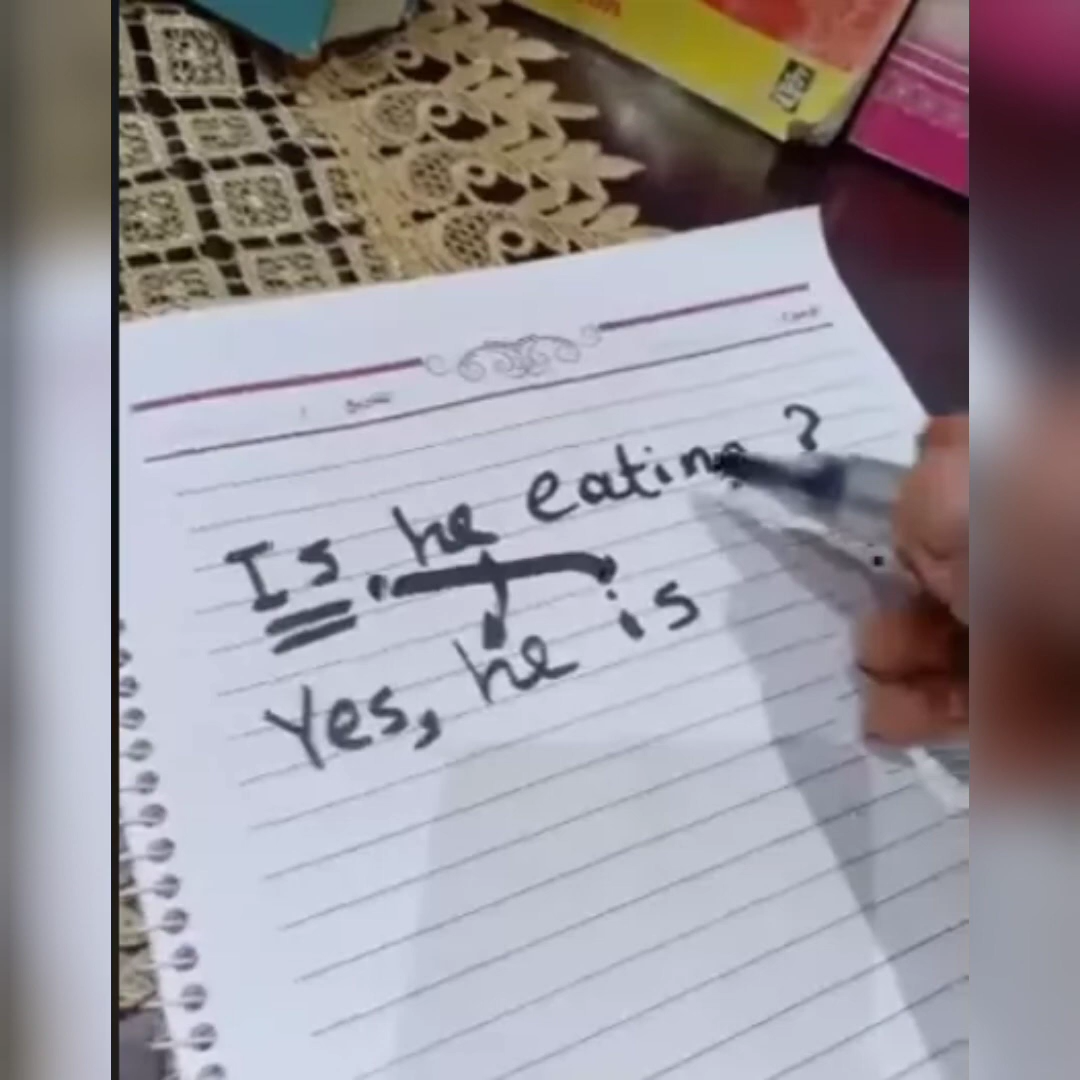 Is he eating ?
Yes, he is